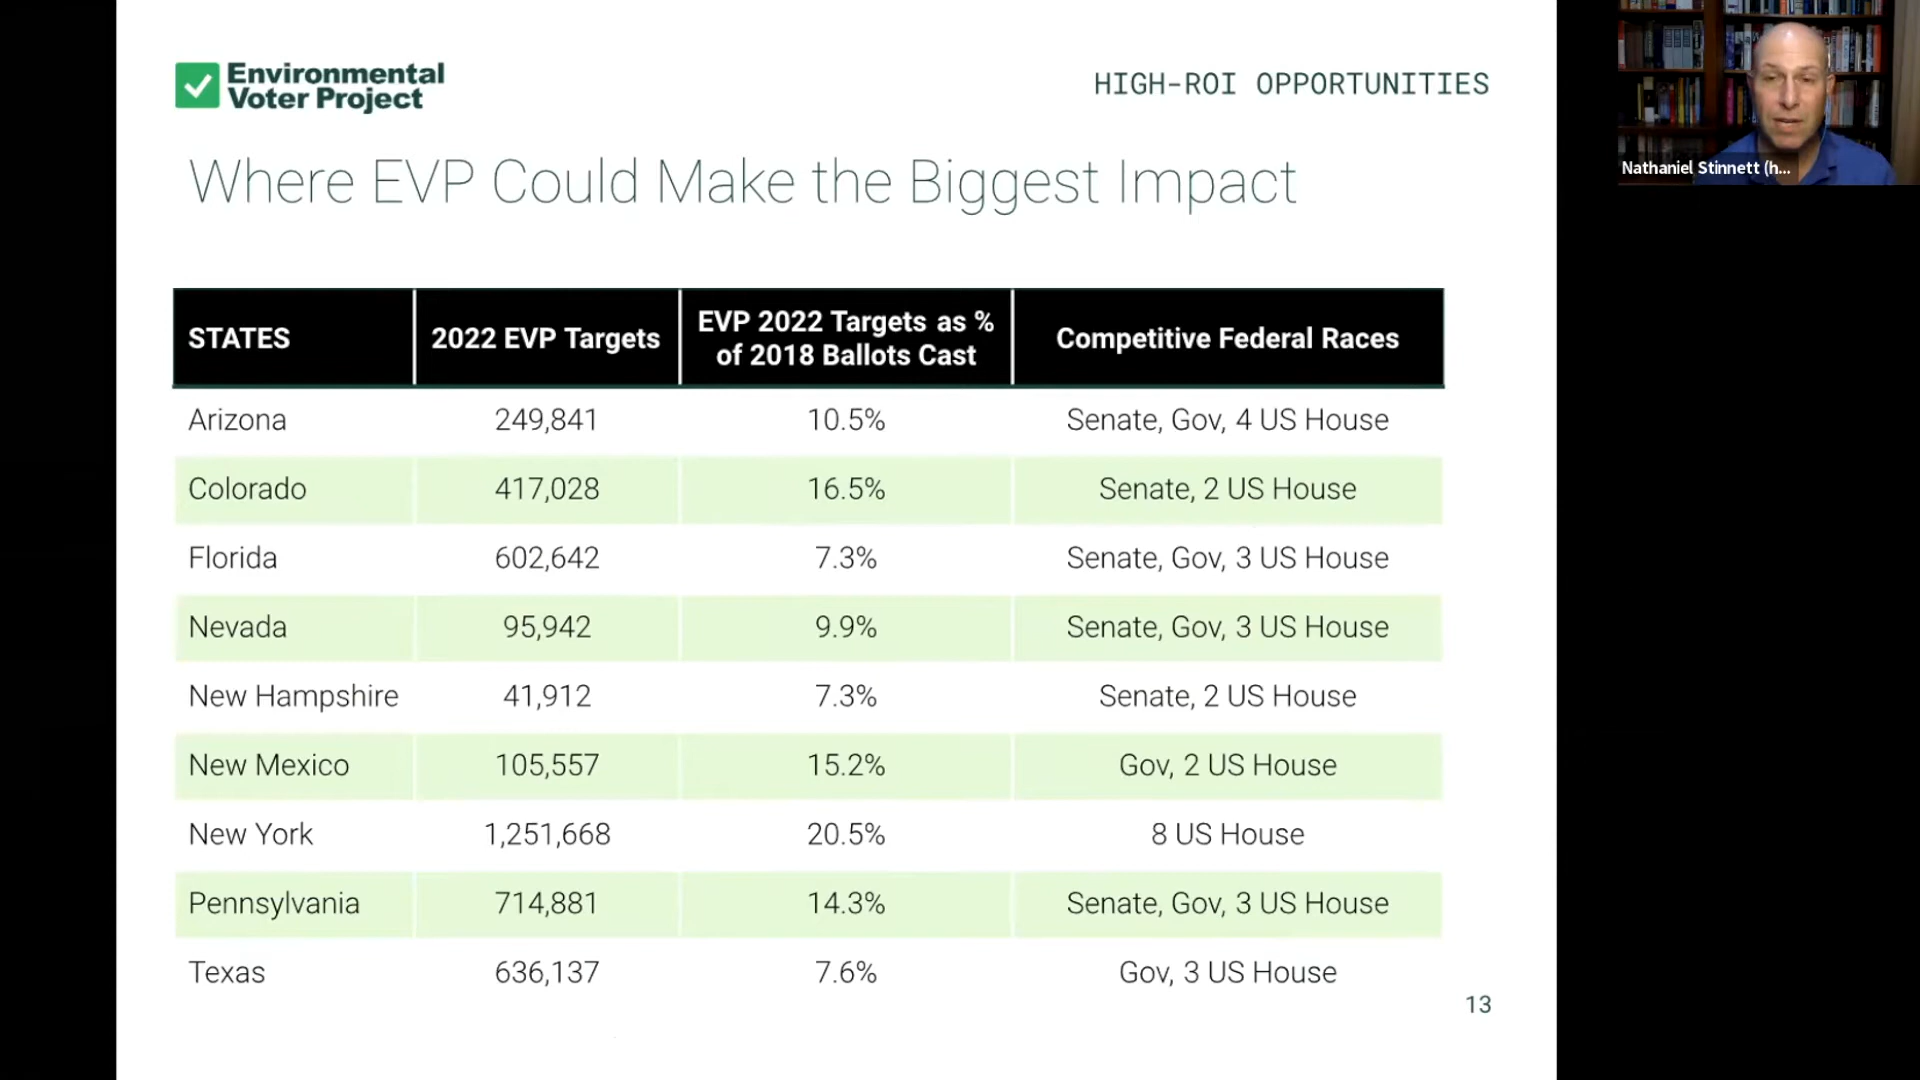 Environmental
Voter Project
HIGH-ROI OPPORTUNITIES
Nathaniel Stinnett (h...
Where EVP Could Make the Biggest Impact
STATES 2022 EVP Targets EVP 2022 Targets as % of 2018 Ballots Cast Competitive Federal Races
Arizona 249,841 10.5% Senate, Gov, 4 US House
Colorado 417,028 16.5% Senate, 2 US House
Florida 602,642 7.3% Senate, Gov, 3 US House
Nevada 95,942 9.9% Senate, Gov, 3 US House
New Hampshire 41,912 7.3% Senate, 2 US House
New Mexico 105,557 15.2% Gov, 2 US House
New York 1,251,668 20.5% 8 US House
Pennsylvania 714,881 14.3% Senate, Gov, 3 US House
Texas 636,137 7.6% Gov, 3 US House
13